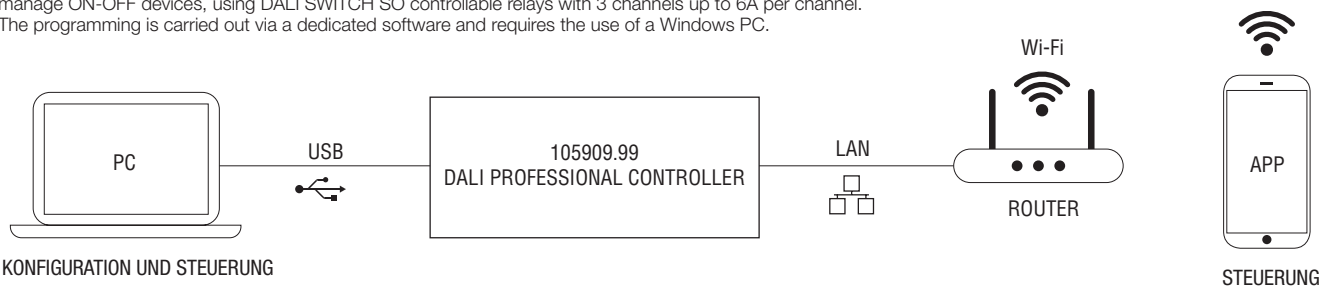 manage ON-OFF devices, using DALI SWITCH SO controllable relays with 3 channels up to 6A per channel.
The programming is carried out via a dedicated software and requires the use of a Windows PC.
Wi-Fi
PC
USB
105909.99
DALI PROFESSIONAL CONTROLLER
LAN
ROUTER
APP
KONFIGURATION UND STEUERUNG
STEUERUNG